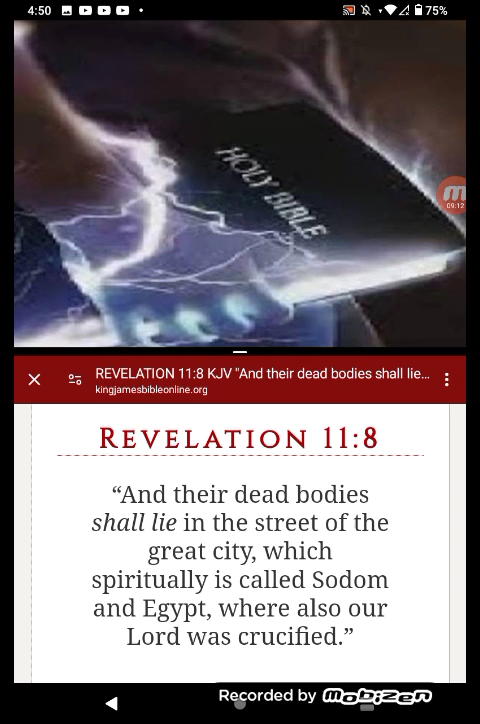 4:50
75%
HOLY BIBLE
09:12
REVELATION 11:8 KJV "And their dead bodies shall lie...
kingjamesbibleonline.org
REVELATION 11:8
“And their dead bodies
shall lie in the street of the
great city, which
spiritually is called Sodom
and Egypt, where also our
Lord was crucified.”
Recorded by mobizen